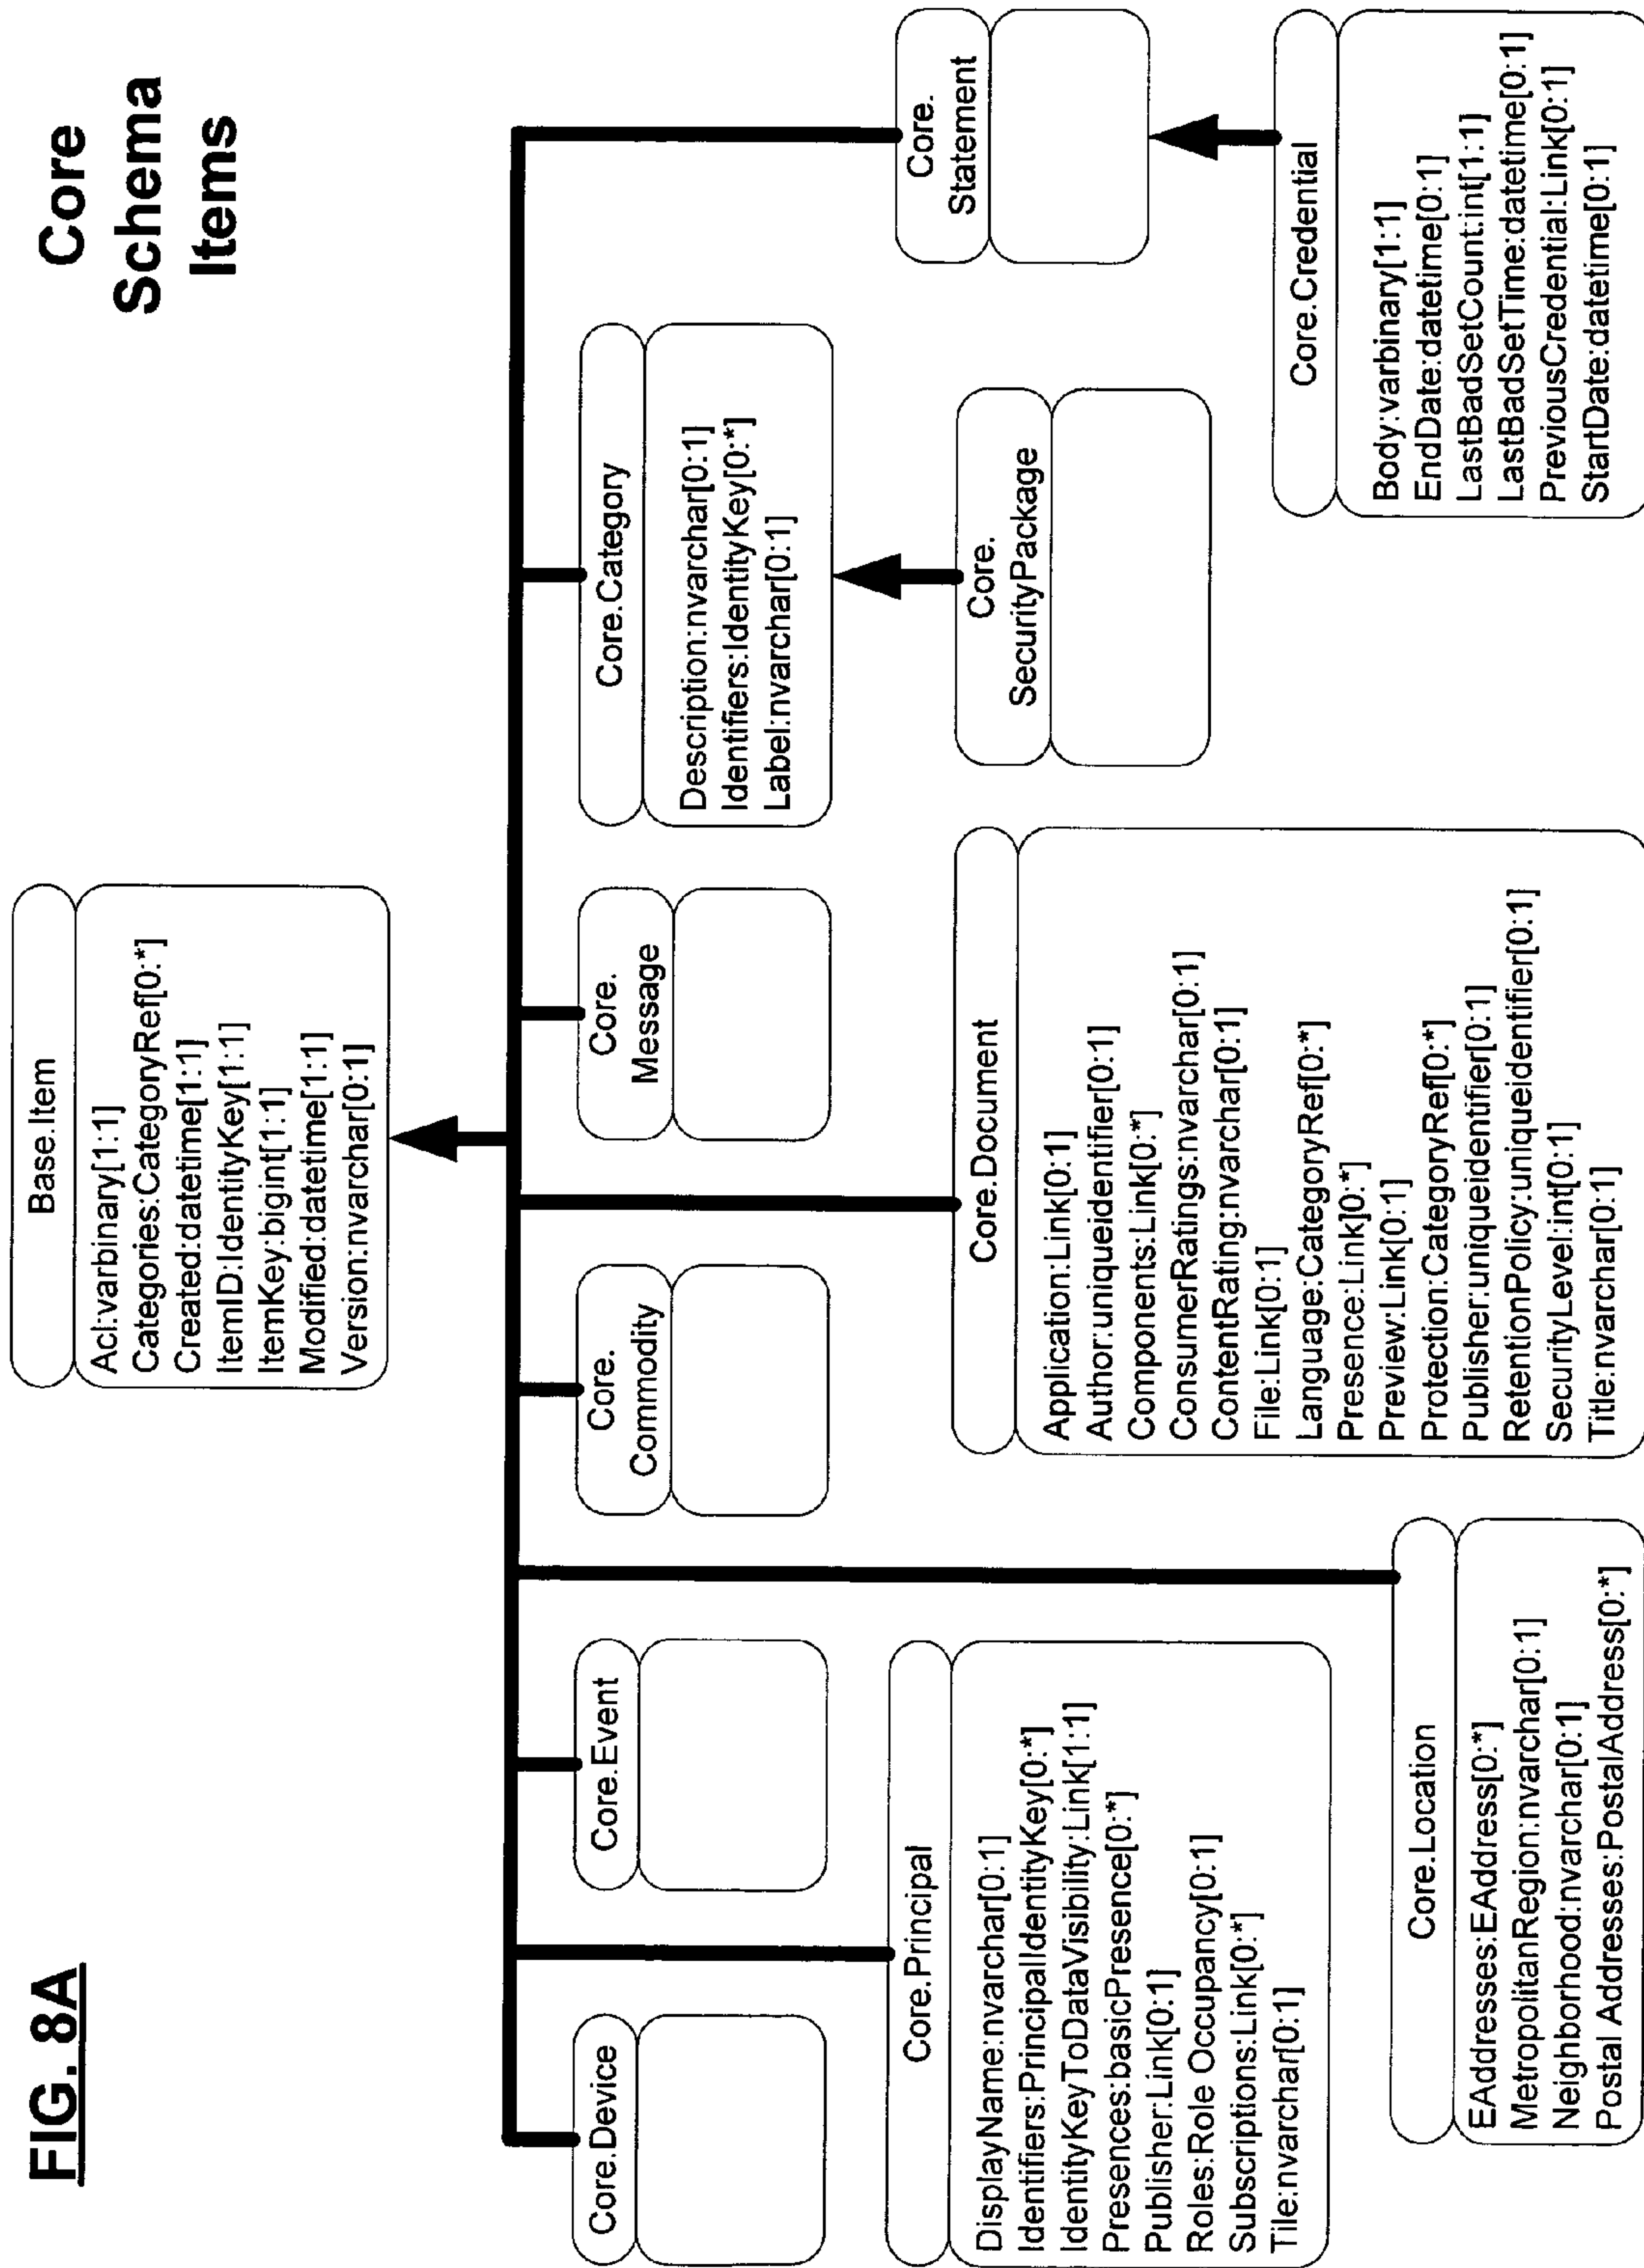 FIG. 8A
Core
Schema
Items
Base.Item
Acl:varbinary[1:1]
Categories:CategoryRef[0:*]
Created:datetime[1:1]
ItemID:IdentityKey[1:1]
ItemKey:bigint[1:1]
Modified:datetime[1:1]
Version:nvarchar[0:1]
Core.Device
Core.Event
Core.
Commodity
Core.
Message
Core.Category
Description:nvarchar[0:1]
Identifiers:IdentityKey[0:*]
Label:nvarchar[0:1]
Core.
Statement
Core.Principal
DisplayName:nvarchar[0:1]
Identifiers:PrincipalIdentityKey[0:*]
IdentityKeyToDataVisibility:Link[1:1]
Presences:basicPresence[0:*]
Publisher:Link[0:1]
Roles:Role Occupancy[0:1]
Subscriptions:Link[0:*]
Tile:nvarchar[0:1]
Core.Document
Application:Link[0:1]
Author:uniqueidentifier[0:1]
Components:Link[0:*]
ConsumerRatings:nvarchar[0:1]
ContentRating:nvarchar[0:1]
File:Link[0:1]
Language:CategoryRef[0:*]
Presence:Link[0:*]
Preview:Link[0:1]
Protection:CategoryRef[0:*]
Publisher:uniqueidentifier[0:1]
RetentionPolicy:uniqueidentifier[0:1]
SecurityLevel:int[0:1]
Title:nvarchar[0:1]
Core.
SecurityPackage
Core.Location
EAddresses:EAddress[0:*]
MetropolitanRegion:nvarchar[0:1]
Neighborhood:nvarchar[0:1]
Postal Addresses:PostalAddress[0:*]
Core.Credential
Body:varbinary[1:1]
EndDate:datetime[0:1]
LastBadSetCount:int[1:1]
LastBadSetTime:datetime[0:1]
PreviousCredential:Link[0:1]
StartDate:datetime[0:1]